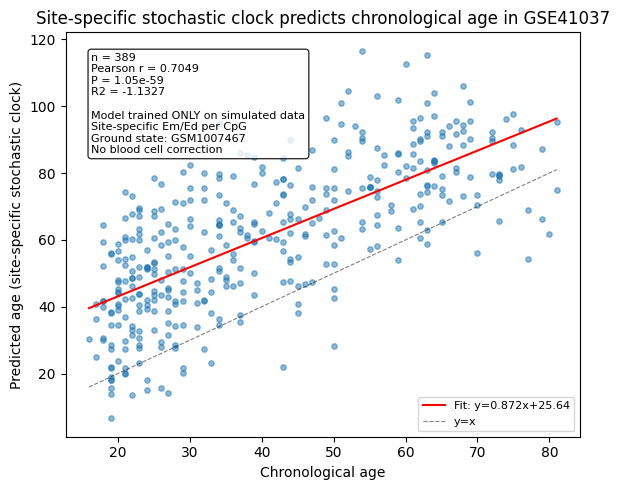 Site-specific stochastic clock predicts chronological age in GSE41037
120
100
80
60
40
20
Predicted age (site-specific stochastic clock)
n = 389
Pearson r = 0.7049
P = 1.05e-59
R2 = -1.1327
Model trained ONLY on simulated data
Site-specific Em/Ed per CpG
Ground state: GSM1007467
No blood cell correction
Fit: y=0.872x+25.64
y=x
20
30
40
50
60
70
80
Chronological age